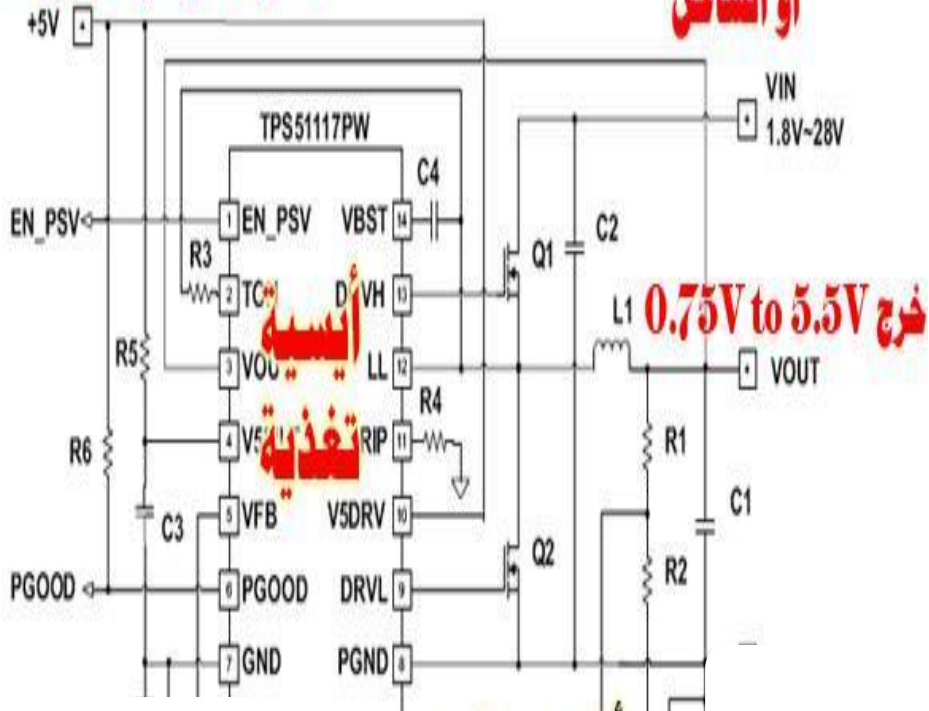 +5V
VIN
1.8V~28V
TPS51117PW
C4
EN_PSV
1
EN_PSV
VBST
14
R3
2
13
Q1
C2
أيسية
تغذية
L1
خرج 0.75V to 5.5V
R5
3
LL
12
VOUT
R4
R6
4
11
R1
5
VFB
V5DRV
10
C3
C1
Q2
PGOOD
6
PGOOD
DRVL
9
R2
7
GND
PGND
8